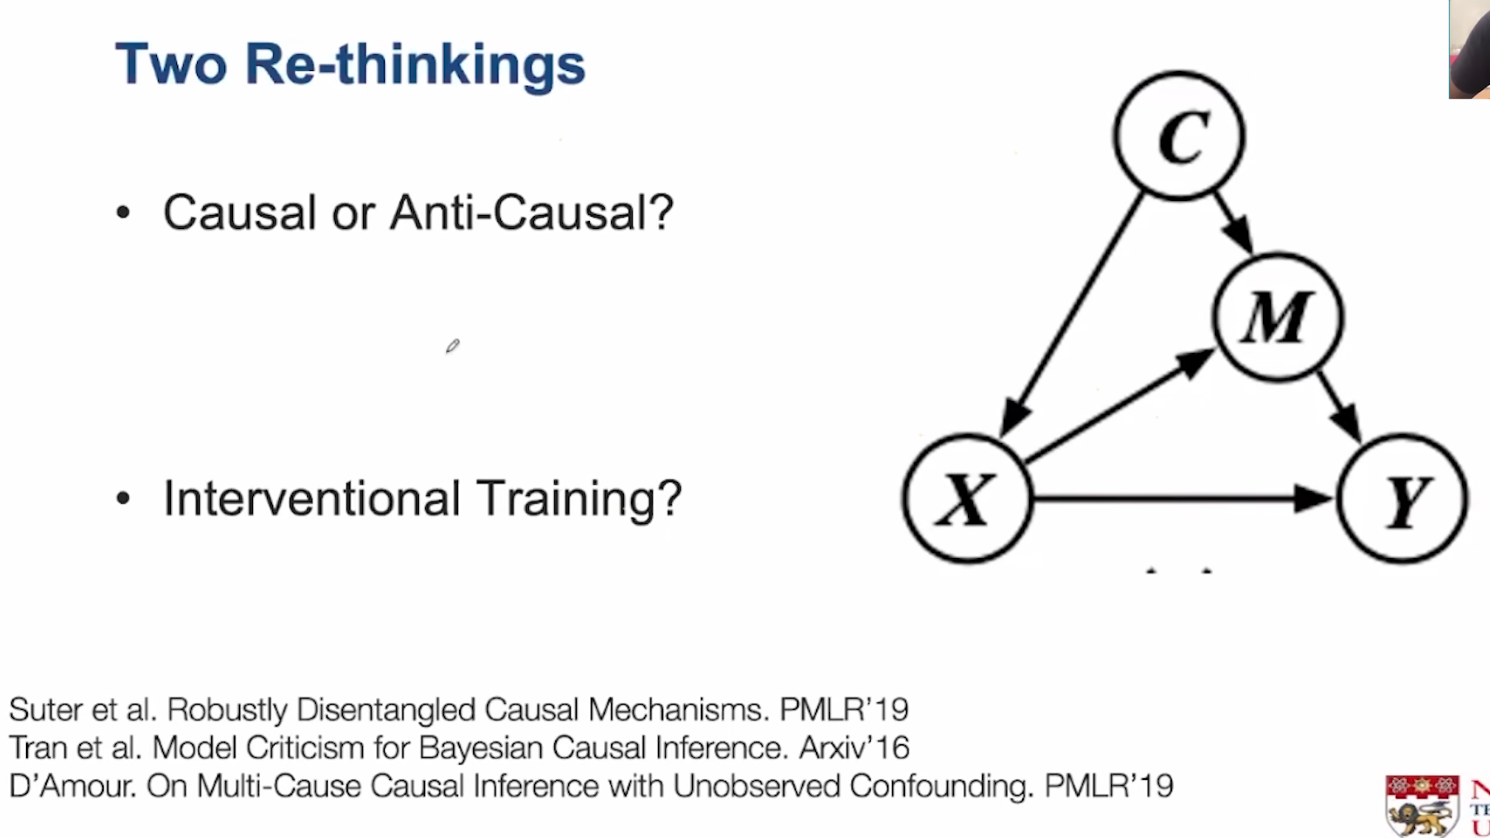 Two Re-thinkings
C
• Causal or Anti-Causal?
M
X
Y
• Interventional Training?
Suter et al. Robustly Disentangled Causal Mechanisms. PMLR’19
Tran et al. Model Criticism for Bayesian Causal Inference. Arxiv’16
D’Amour. On Multi-Cause Causal Inference with Unobserved Confounding. PMLR’19
N
TE
U